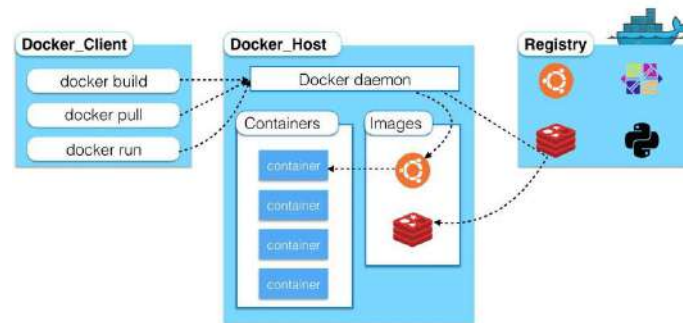 Docker_Client
docker build
docker pull
docker run
Docker_Host
Docker daemon
Containers
container
container
container
container
Images
Registry